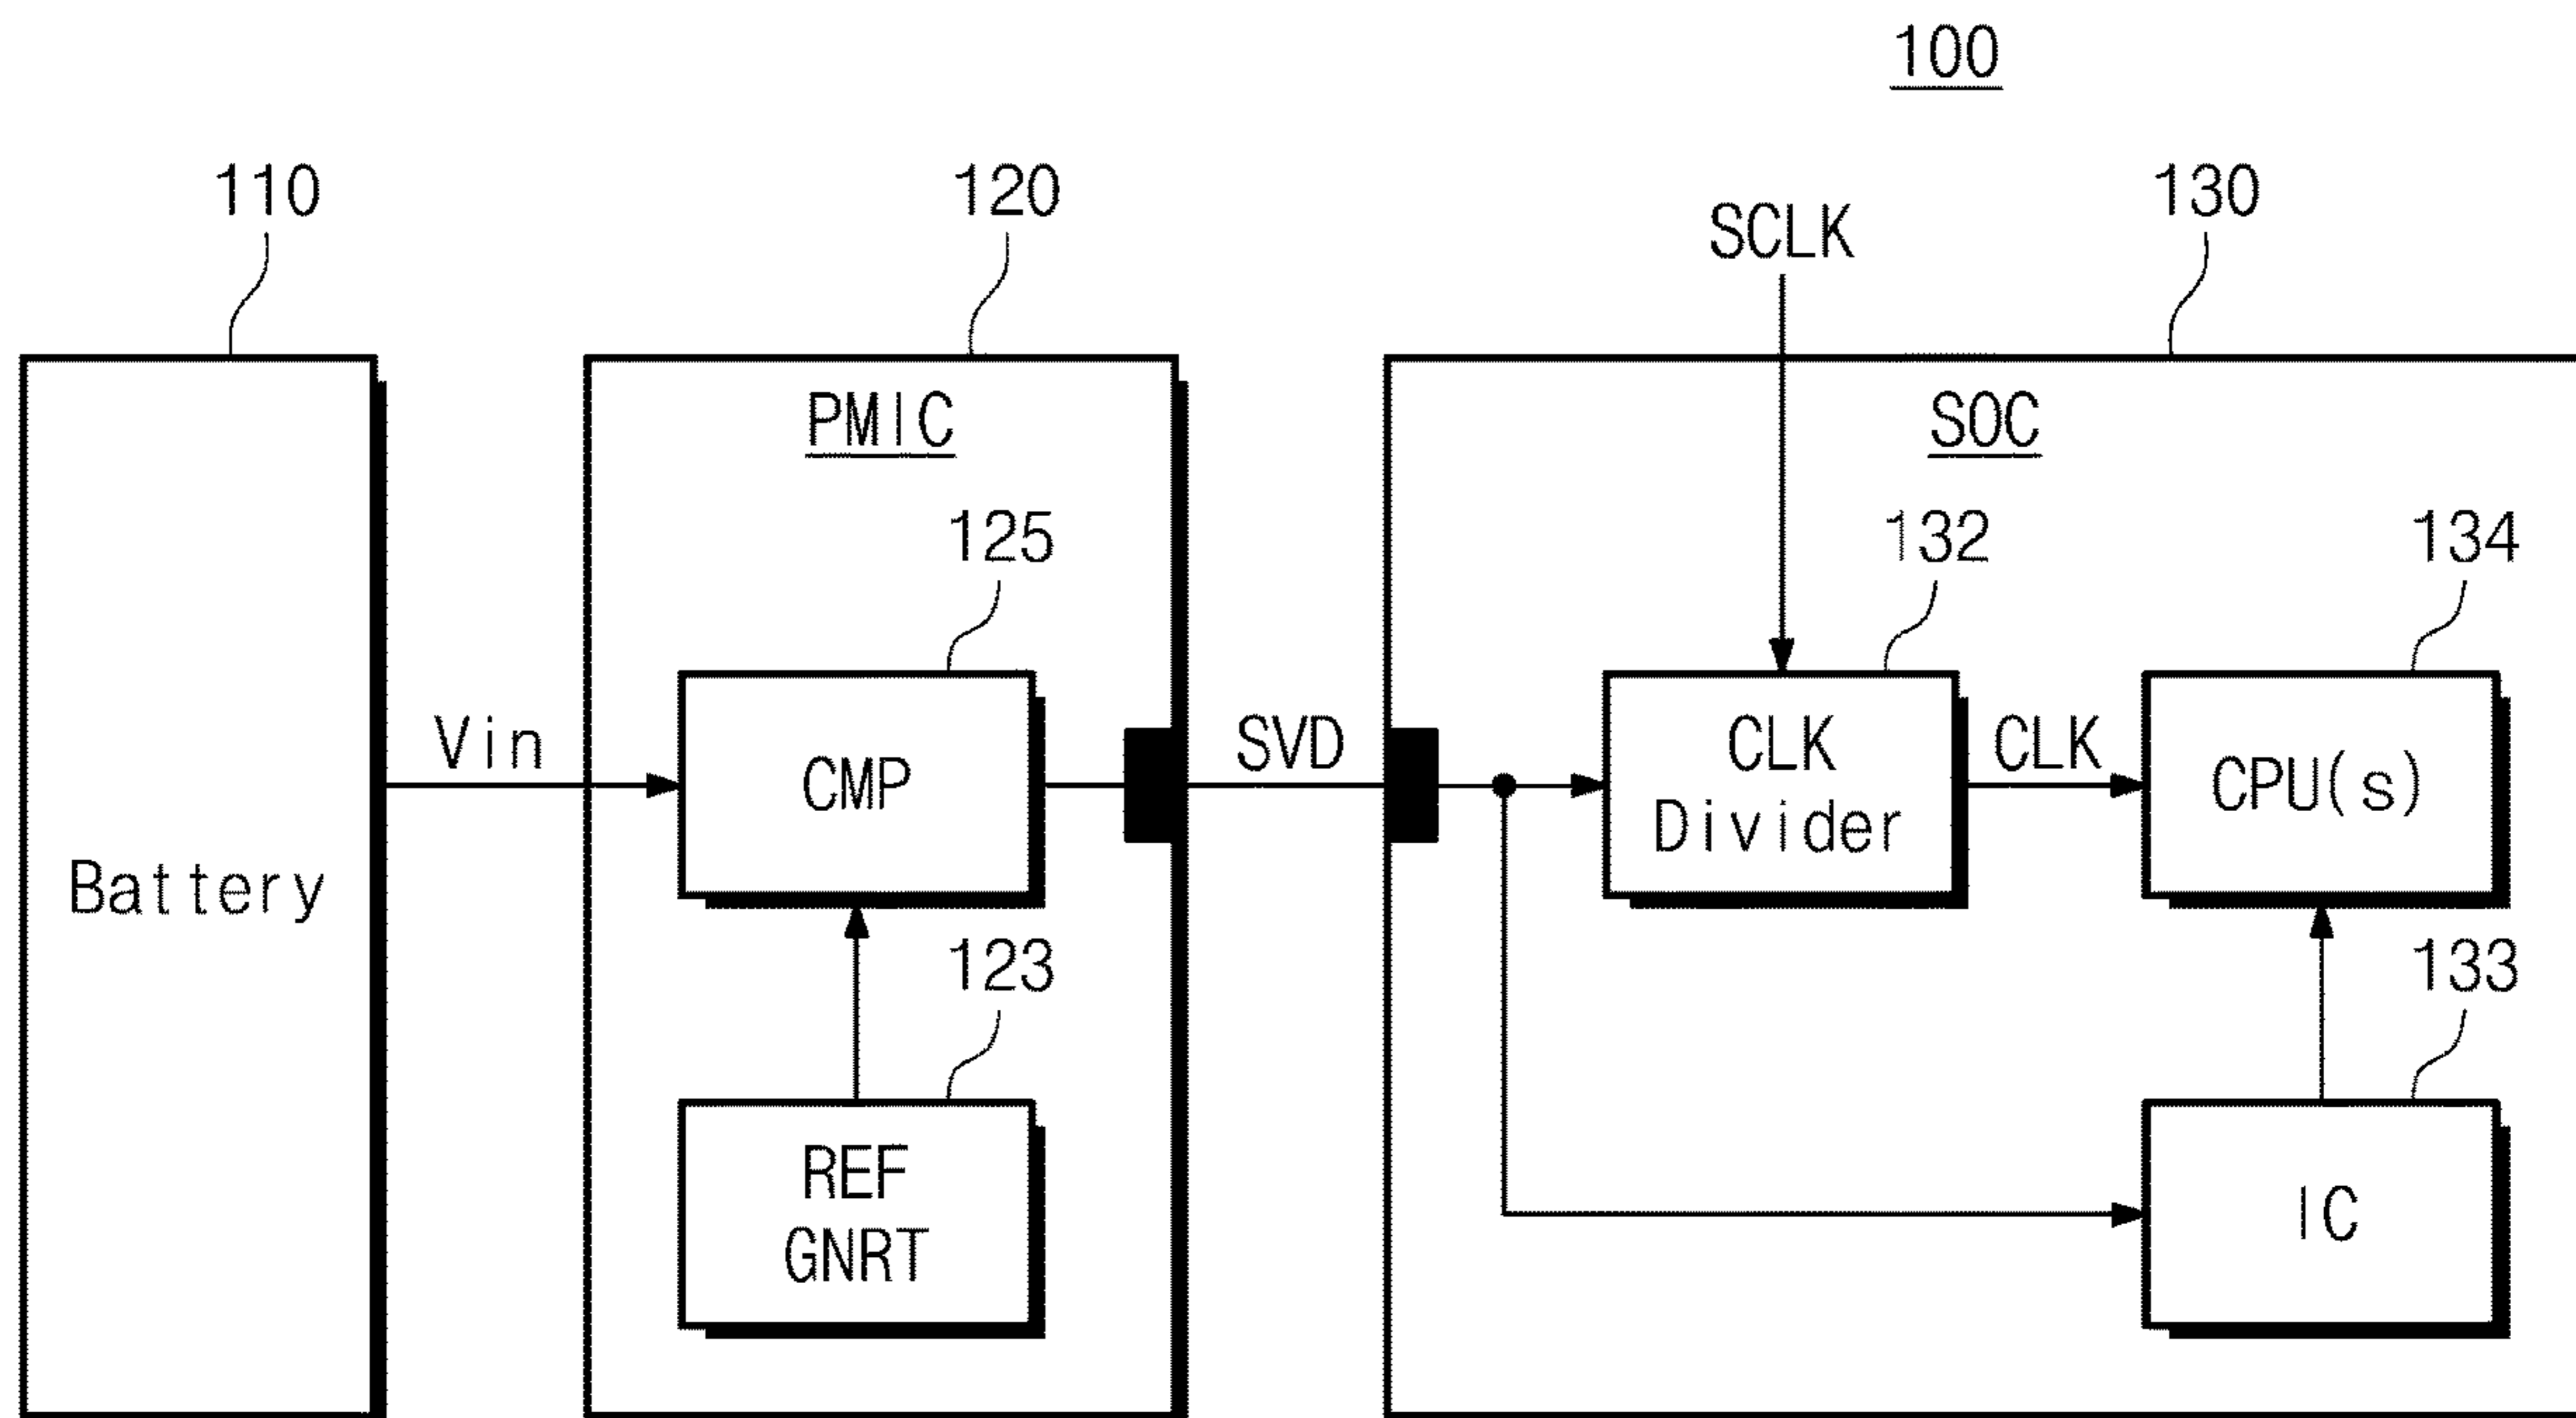 100
110
120
130
SCLK
PMIC
SOC
125
132
134
Vin
CMP
SVD
CLK
Divider
CLK
CPU(s)
Battery
123
133
REF
GNRT
IC